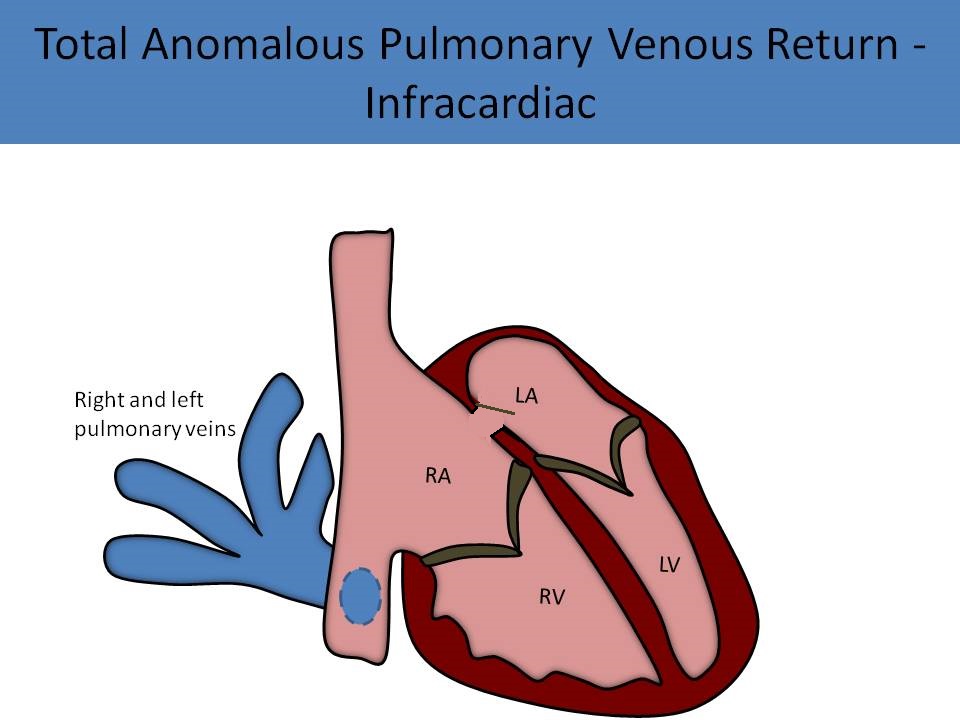 Total Anomalous Pulmonary Venous Return -
Infracardiac
Right and left
pulmonary veins
LA
RA
LV
RV